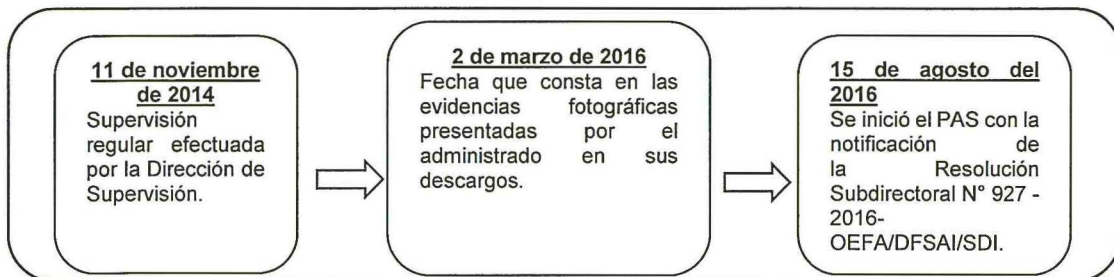 11 de noviembre
de 2014
Supervisión
regular efectuada
por la Dirección de
Supervisión.
2 de marzo de 2016
Fecha que consta en las
evidencias fotográficas
presentadas por el
administrado en sus
descargos.
15 de agosto del
2016
Se inició el PAS con la
notificación de
la Resolución
Subdirectoral N° 927 -
2016-
OEFA/DFSAI/SDI.